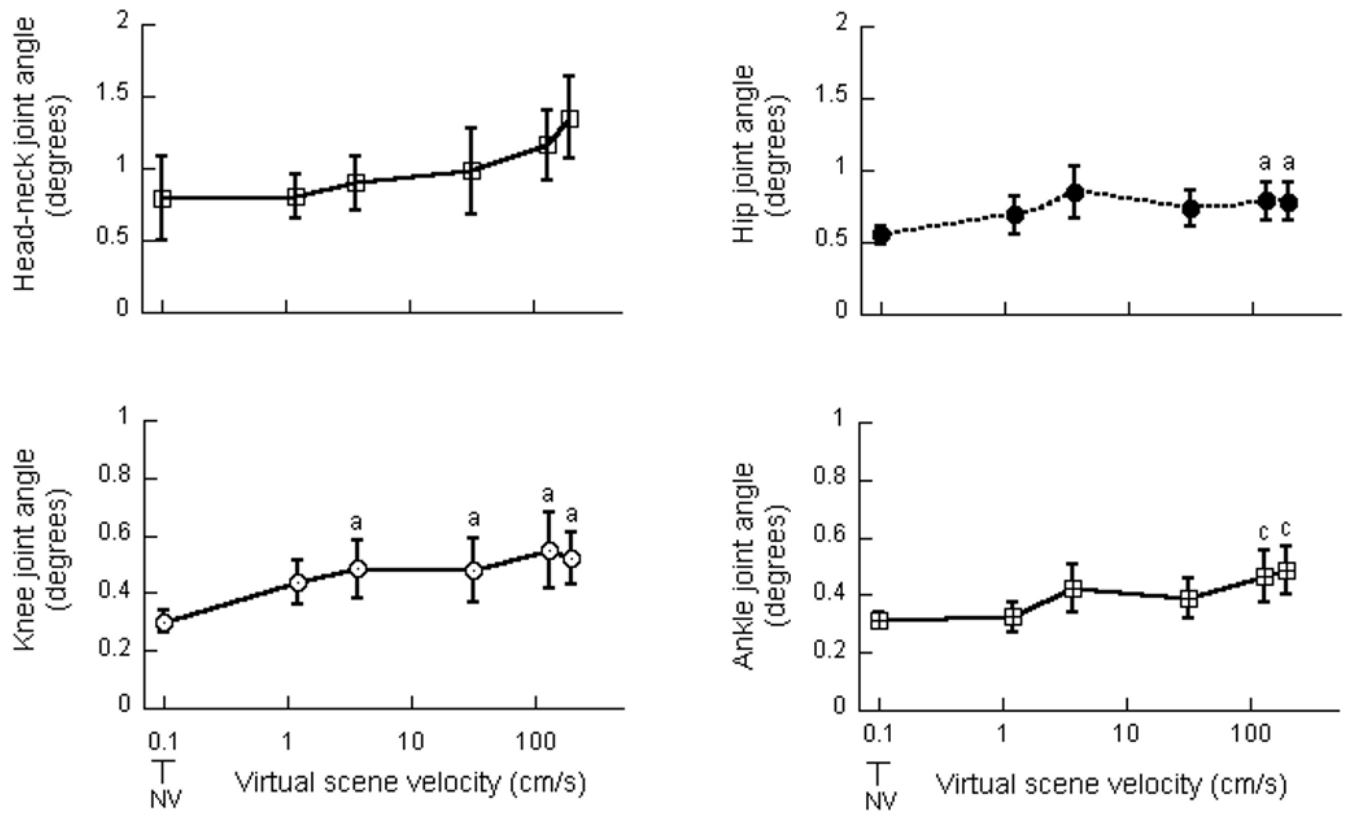 Head-neck joint angle
(degrees)
2
1.5
1
0.5
0
Hip joint angle
(degrees)
2
1.5
1
0.5
0
a a
Knee joint angle
(degrees)
1
0.8
0.6
0.4
0.2
0
a a a a
0.1 1 10 100
NV
Virtual scene velocity (cm/s)
Ankle joint angle
(degrees)
1
0.8
0.6
0.4
0.2
0
c c
0.1 1 10 100
NV
Virtual scene velocity (cm/s)